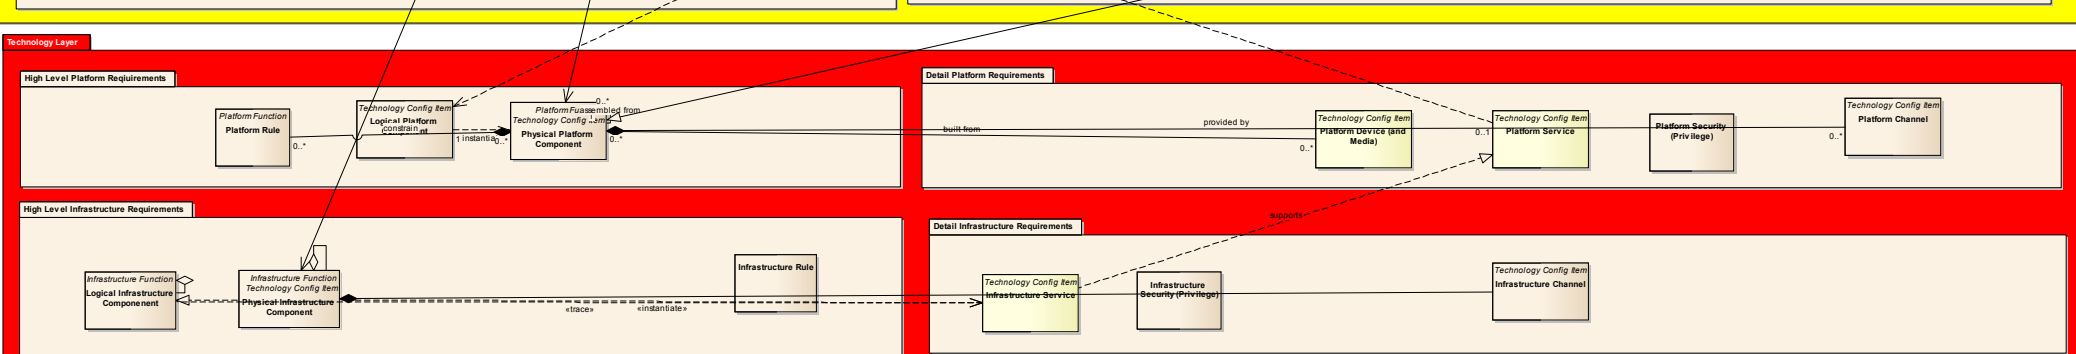 Technology Layer
High Level Platform Reqiuirements
Platform Function
Platform Rule
0..*
Technology Config Item
Logical Platform
constrain
1 instantia
0..*
0..*
Platform
Technology Config Item
Physical Platform
Component
embled from
0..*
Detail Platform Requirements
built from
provided by
0..*
Technology Config Item
Platform Device (and
Media)
0..1
Technology Config Item
Platform Service
Platform Security
(Privilege)
0..*
Technology Config Item
Platform Channel
High Level Infrastructure Requirements
Infrastructure Function
Logical Infrastructure
Componenent
Infrastructure Function
Technology Config Item
Physical Infrastructure
Component
«trace»
«instantiate»
Infrastructure Rule
supports
Detail Infrastructure Requirements
Technology Config Item
Infrastructure Service
Infrastructure
Security (Privilege)
Technology Config Item
Infrastructure Channel